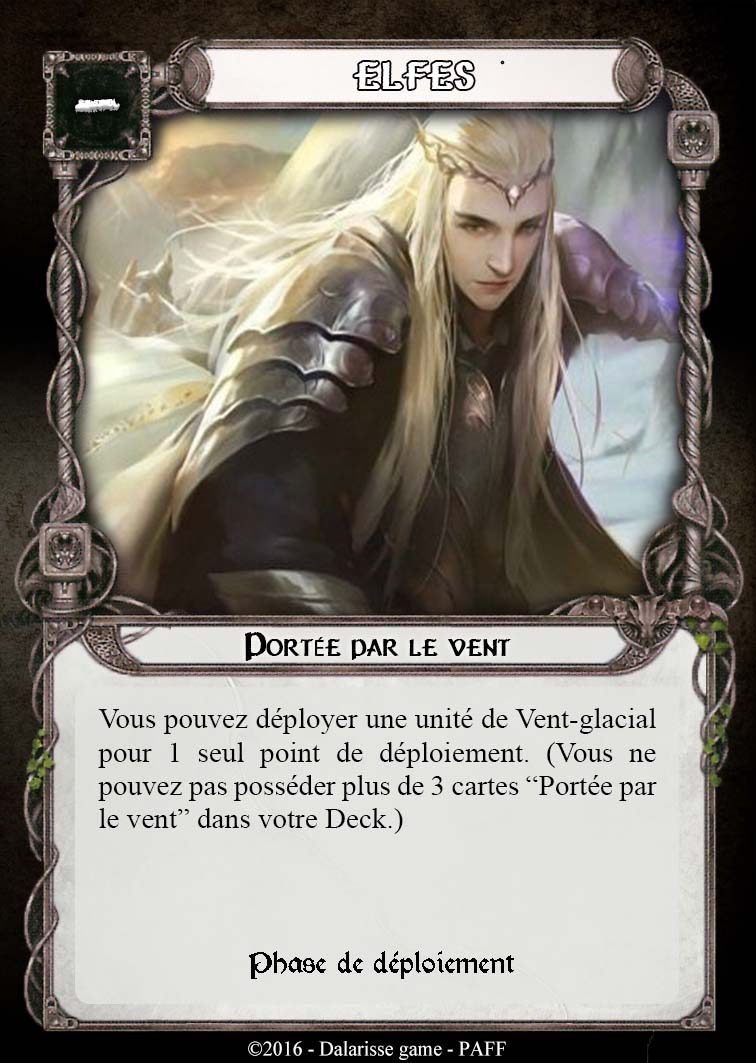 ELFES
PORTÉE PAR LE VENT
Vous pouvez déployer une unité de Vent-glacial
pour 1 seul point de déploiement. (Vous ne
pouvez pas posséder plus de 3 cartes “Portée par
le vent” dans votre Deck.)
Phase de déploiement
©2016 - Dalarisse game - PAFF